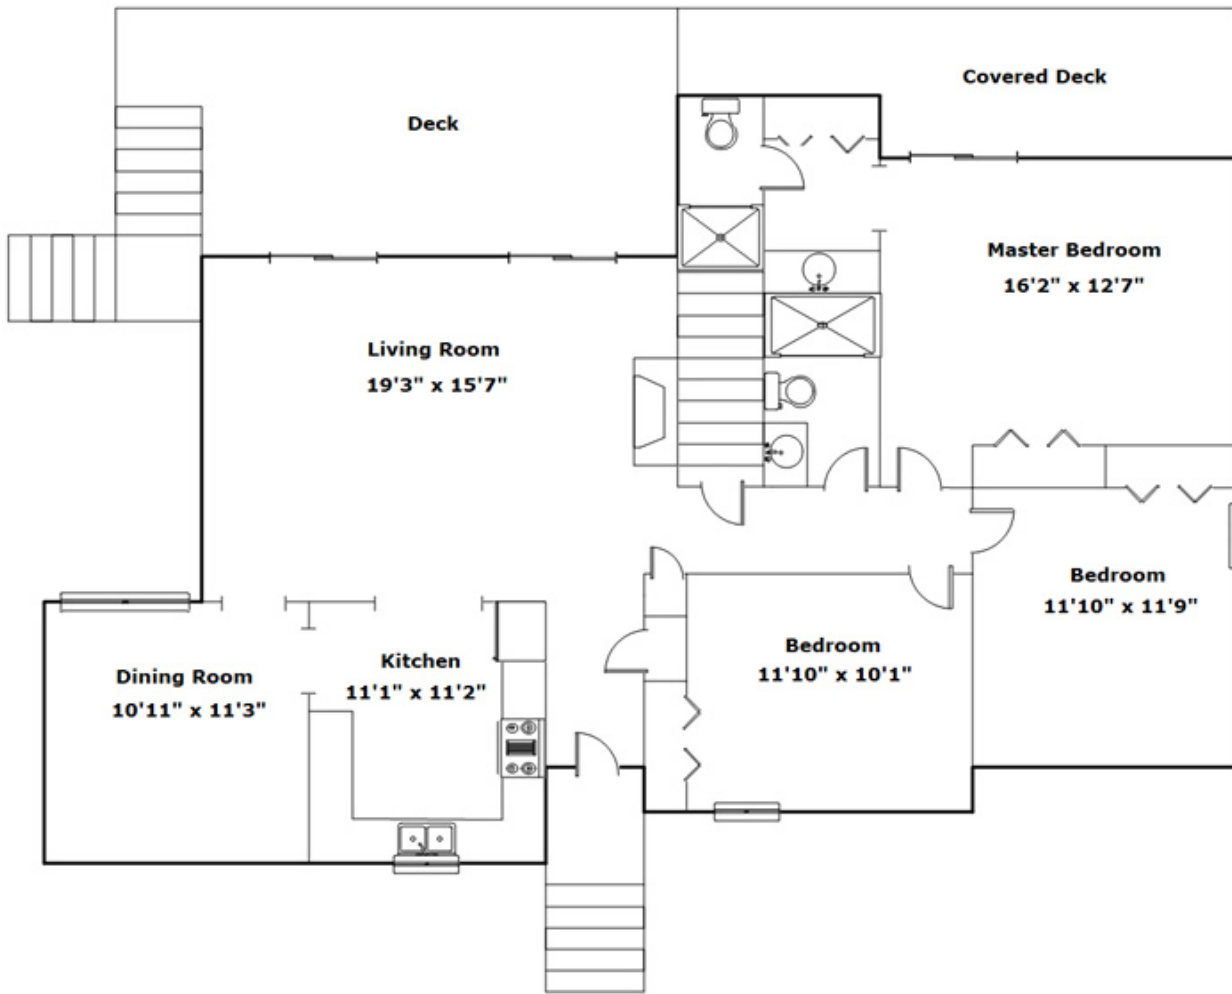 Covered Deck
Deck
Master Bedroom
16'2" x 12'7"
Living Room
19'3" x 15'7"
Bedroom
11'10" x 11'9"
Bedroom
11'10" x 10'1"
Kitchen
11'1" x 11'2"
Dining Room
10'11" x 11'3"